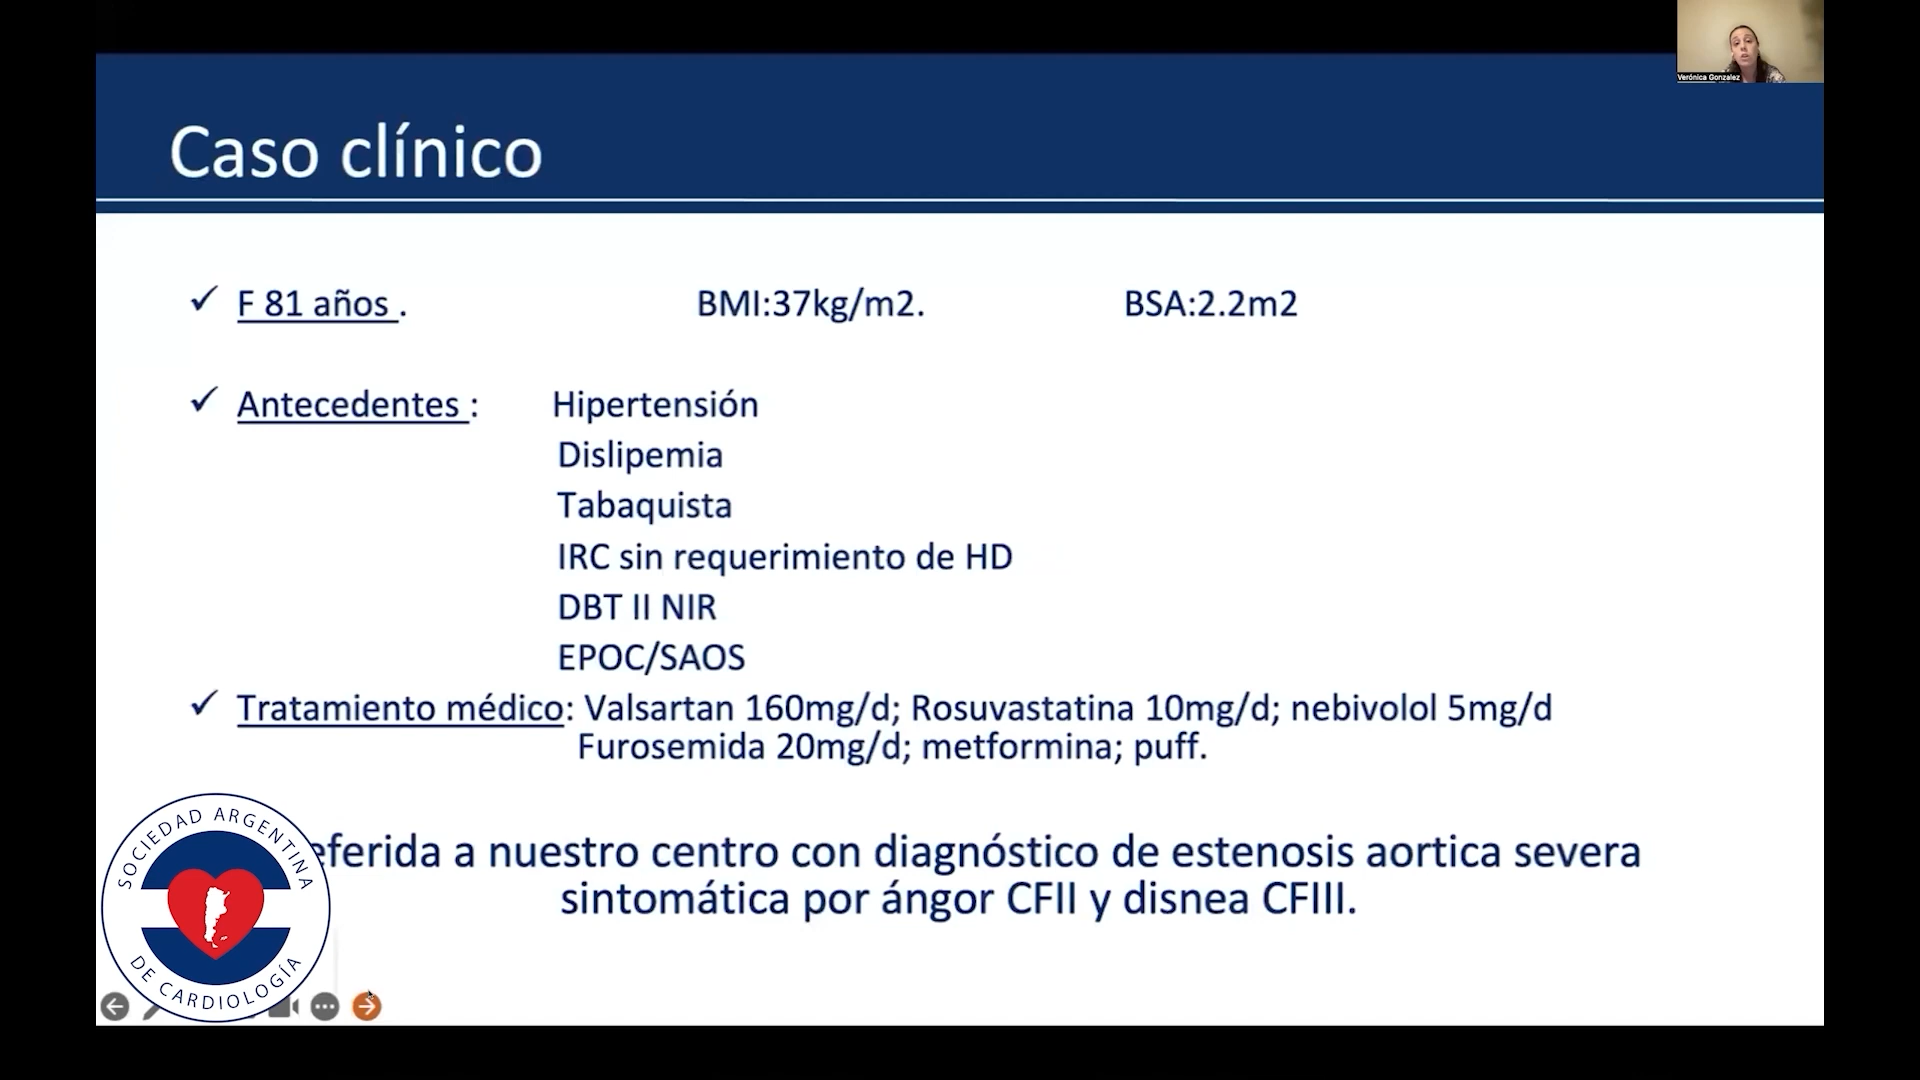 Verónica Gonzalez
Caso clínico
✓ F 81 años . BMI:37kg/m2. BSA:2.2m2
✓ Antecedentes : Hipertensión
Dislipemia
Tabaquista
IRC sin requerimiento de HD
DBT II NIR
EPOC/SAOS
✓ Tratamiento médico: Valsartan 160mg/d; Rosuvastatina 10mg/d; nebivolol 5mg/d
Furosemida 20mg/d; metformina; puff.
eferida a nuestro centro con diagnóstico de estenosis aortica severa
sintomática por ángor CFII y disnea CFIII.
SOCIEDAD ARGENTINA
DE CARDIOLOGÍA